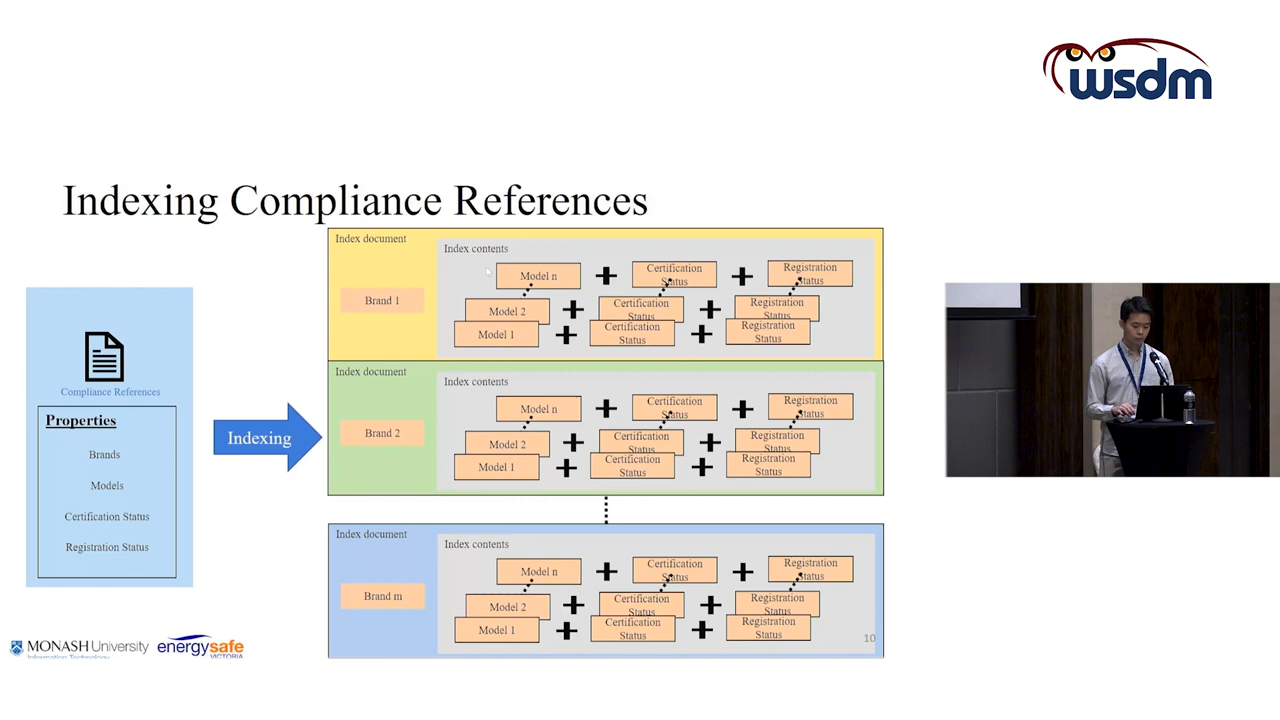 wsdm
Indexing Compliance References
Compliance References
Properties
Brands
Models
Certification Status
Registration Status
Indexing
Index document
Brand 1
Index contents
Model n
Certification
Status
Registration
Status
Model 2
Certification
Status
Registration
Status
Model 1
Certification
Status
Registration
Status
Index document
Brand 2
Index contents
Model n
Certification
Status
Registration
Status
Model 2
Certification
Status
Registration
Status
Model 1
Certification
Status
Registration
Status
Index document
Brand m
Index contents
Model n
Certification
Status
Registration
Status
Model 2
Certification
Status
Registration
Status
Model 1
Certification
Status
Registration
Status
10
MONASH University
Information Technology
energysafe
VICTORIA